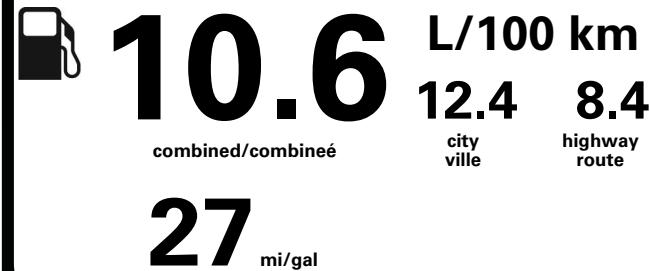 10.6 L/100 km
12.4 8.4
combined/combineé city highway
ville route
27 mi/gal